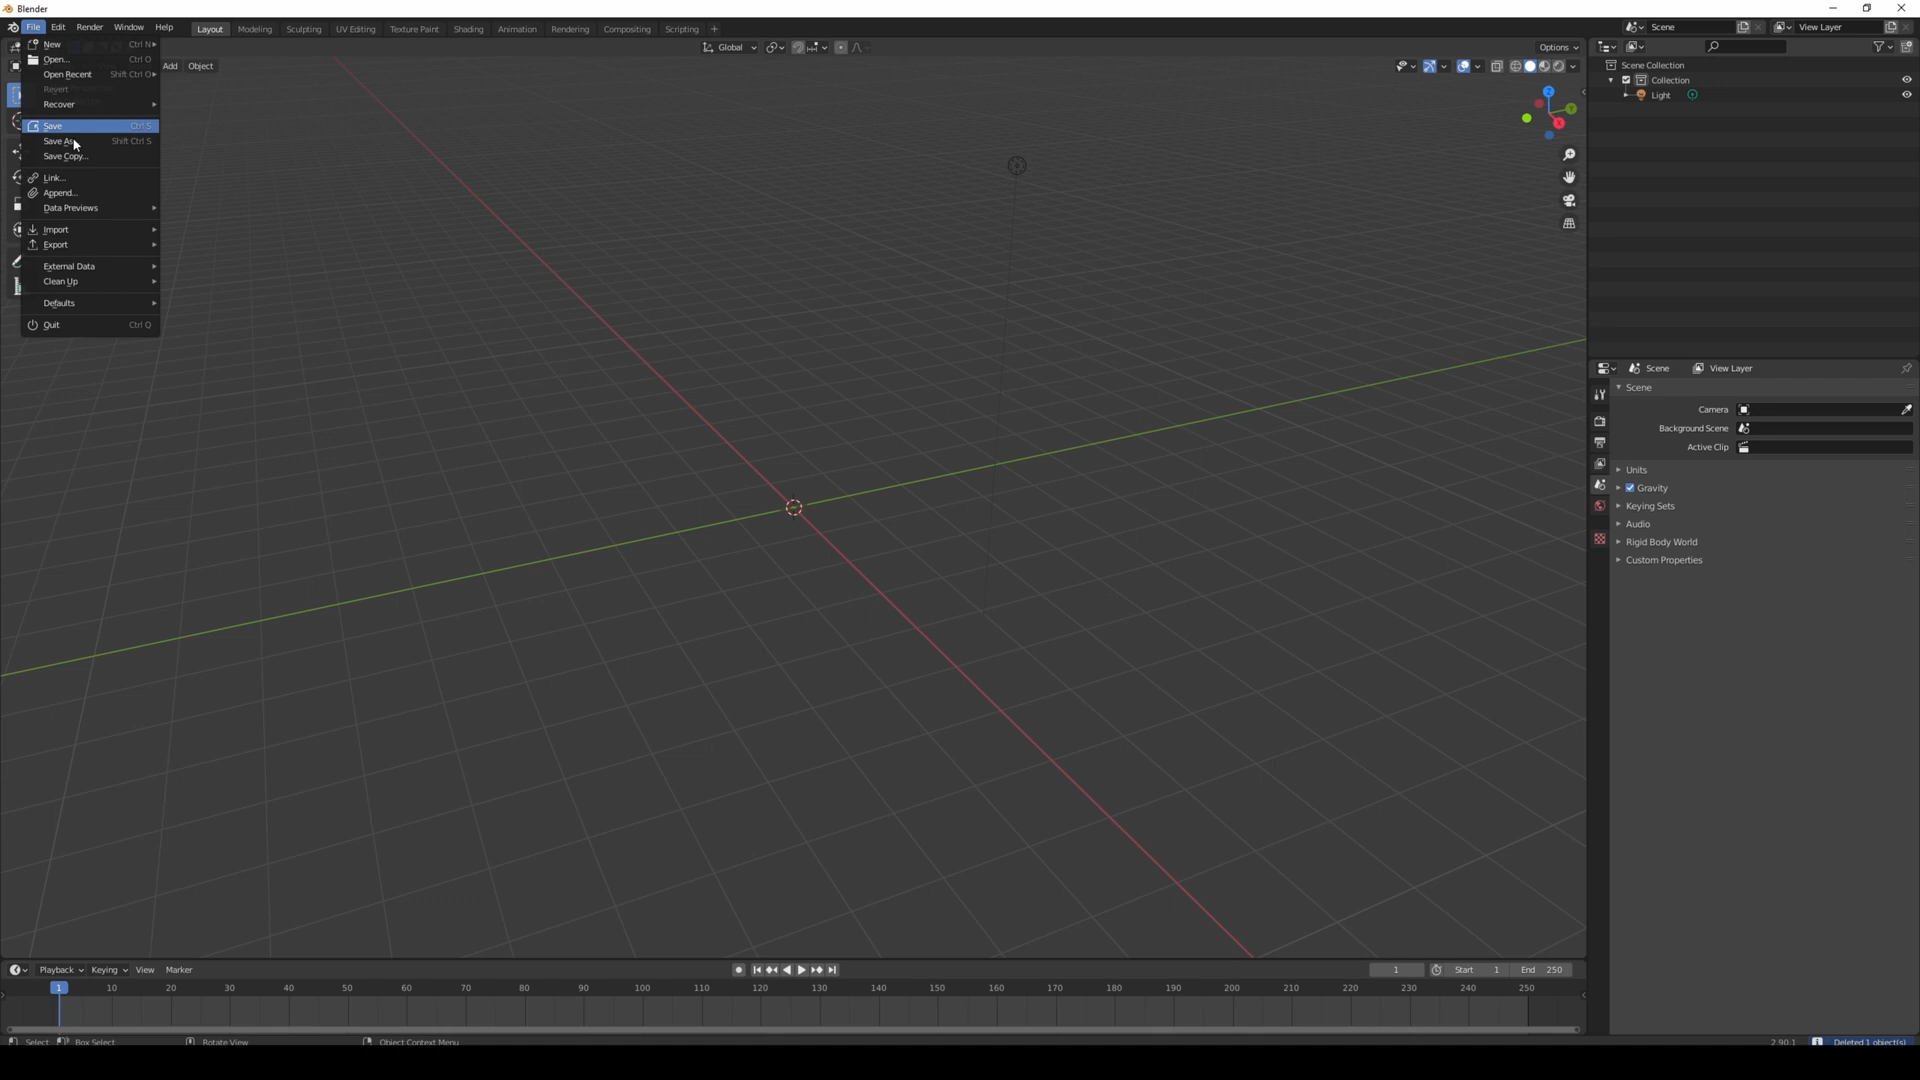 Blender
File Edit Render Window Help Layout Modeling Sculpting UV Editing Texture Paint Shading Animation Rendering Compositing Scripting + Scene View Layer
Global Options
Add Object
New Ctrl N
Open... Ctrl O
Open Recent Shift Ctrl O
Revert
Recover
Save Ctrl S
Save As Shift Ctrl S
Save Copy...
Link...
Append...
Data Previews
Import
Export
External Data
Clean Up
Defaults
Quit Ctrl Q
Z
Y
X
Scene Collection
Collection
Light
Scene View Layer
Scene
Camera
Background Scene
Active Clip
Units
Gravity
Keying Sets
Audio
Rigid Body World
Custom Properties
Playback Keying View Marker 1 Start 1 End 250
1 10 20 30 40 50 60 70 80 90 100 110 120 130 140 150 160 170 180 190 200 210 220 230 240 250
Select Box Select Rotate View Object Context Menu 2.90.1 Deleted 1 object(s)